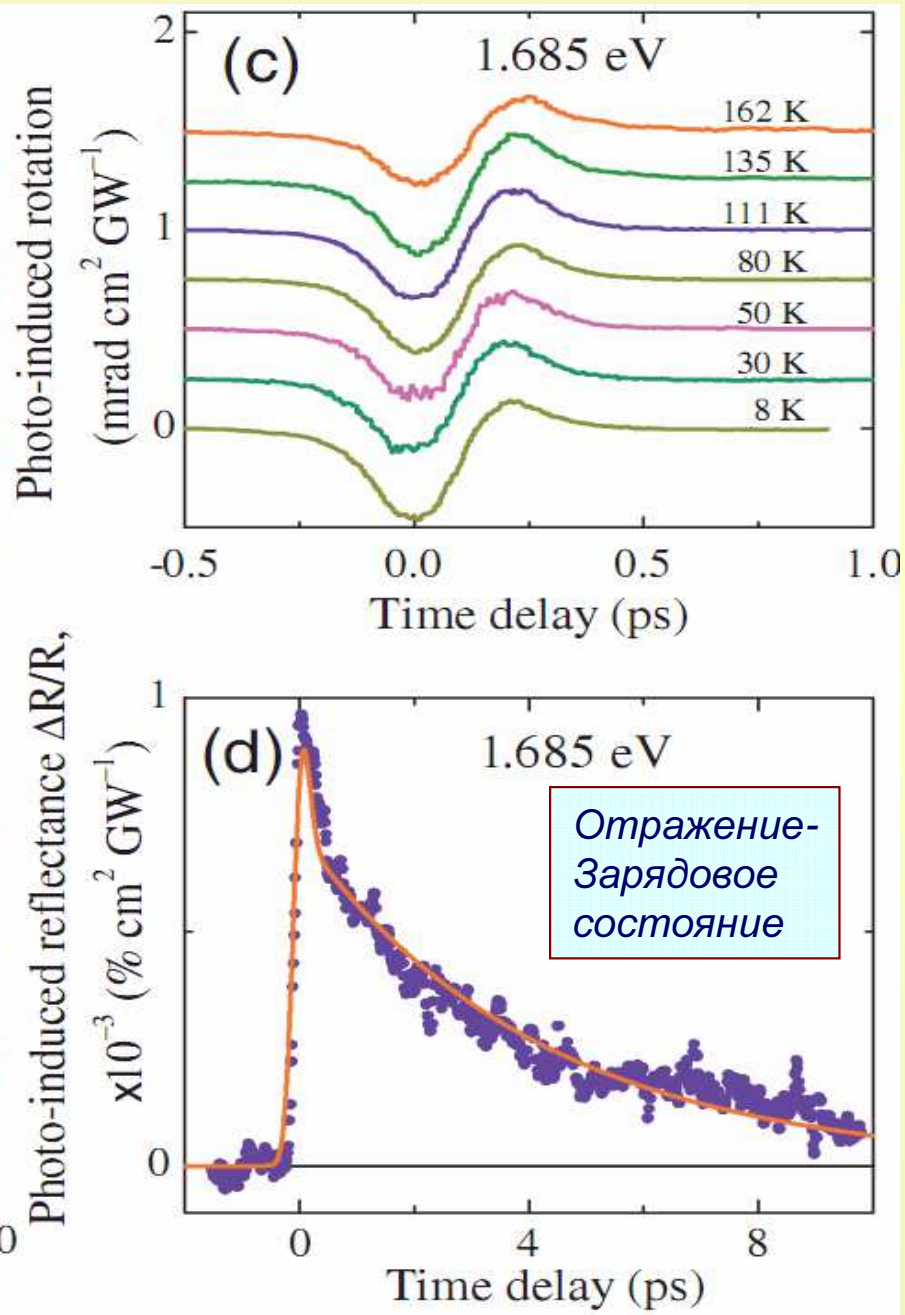 Photo-induced rotation
(mrad cm² GW⁻¹)
2
1
0
(c)
1.685 eV
162 K
135 K
111 K
80 K
50 K
30 K
8 K
-0.5
0.0
0.5
1.0
Time delay (ps)
Photo-induced reflectance ΔR/R,
x10⁻³ (% cm² GW⁻¹)
1
0
(d)
1.685 eV
Отражение-
Зарядовое
состояние
0
0
4
8
Time delay (ps)